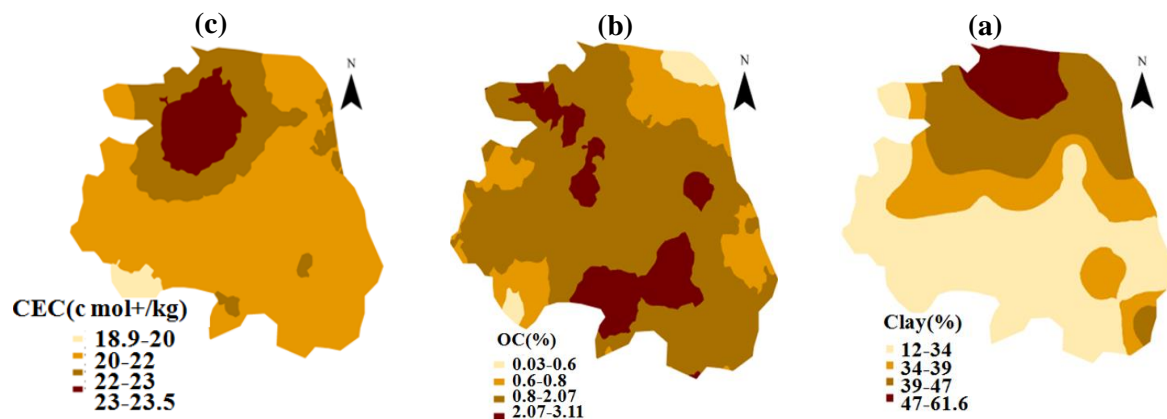 (c)
N
CEC(c mol+/kg)
18.9-20
20-22
22-23
23-23.5
(b)
N
OC(%)
0.03-0.6
0.6-0.8
0.8-2.07
2.07-3.11
(a)
N
Clay(%)
12-34
34-39
39-47
47-61.6